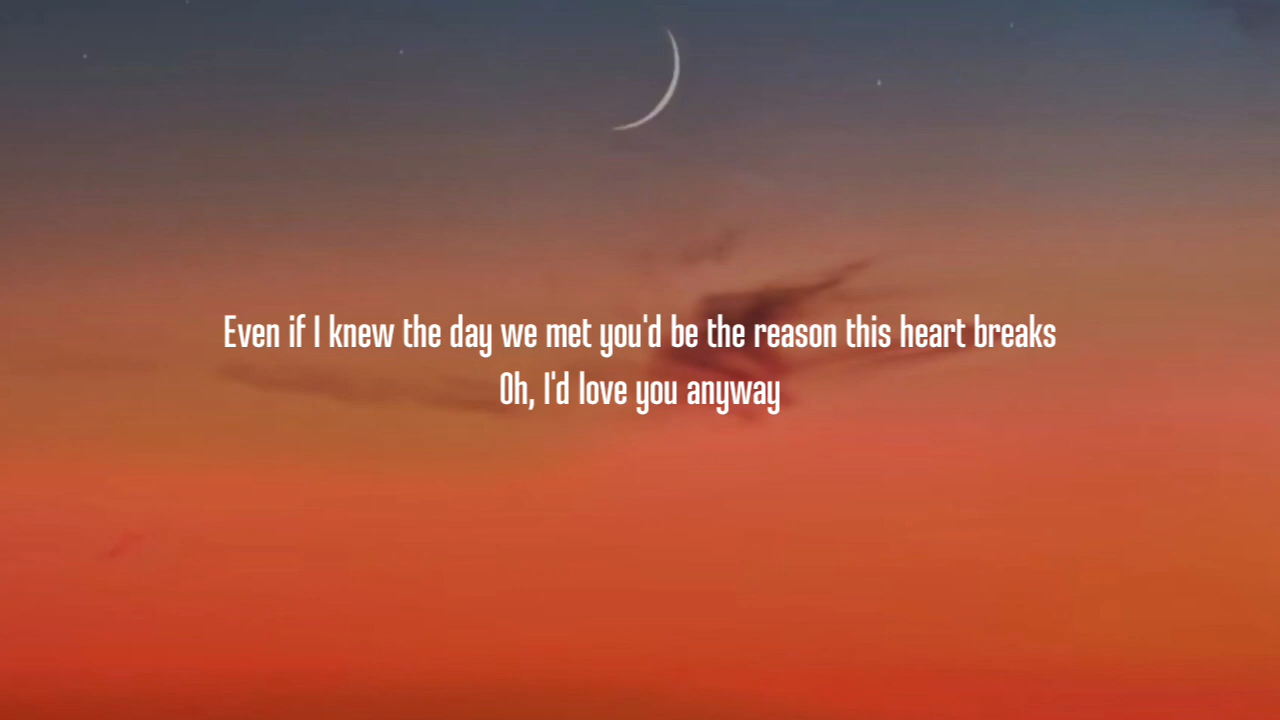 Even if I knew the day we met you'd be the reason this heart breaks
Oh, I'd love you anyway